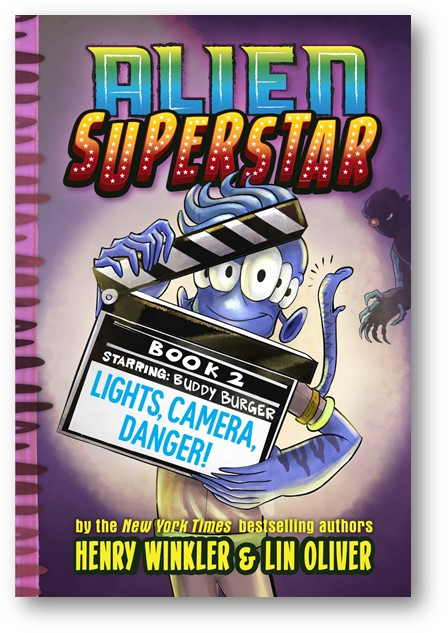 ALIEN
SUPERSTAR
BOOK 2
STARRING: BUDDY BURGER
LIGHTS, CAMERA,
DANGER!
by the New York Times bestselling authors
HENRY WINKLER & LIN OLIVER